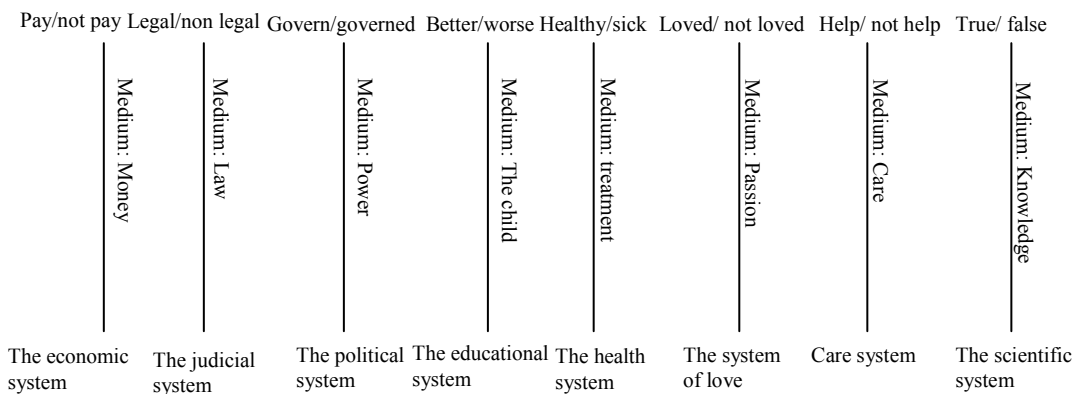 Pay/not pay
Legal/non legal
Govern/governed
Better/worse
Healthy/sick
Loved/ not loved
Help/ not help
True/ false
Medium: Money
Medium: Law
Medium: Power
Medium: The child
Medium: treatment
Medium: Passion
Medium: Care
Medium: Knowledge
The economic
system
The judicial
system
The political
system
The educational
system
The health
system
The system
of love
Care system
The scientific
system